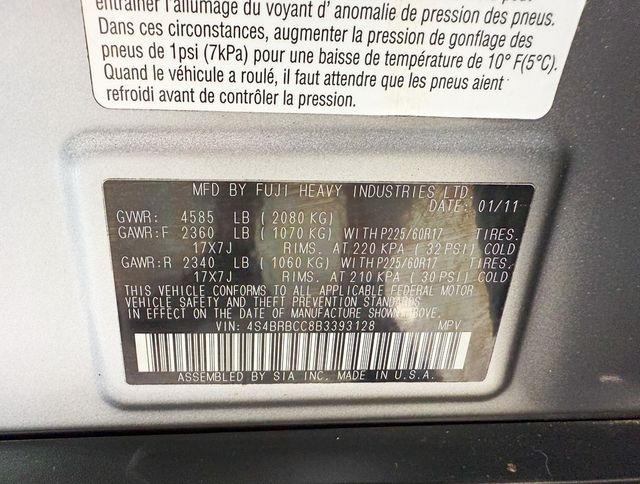 entraîner l'allumage du voyant d' anomalie de pression des pneus.
Dans ces circonstances, augmenter la pression de gonflage des
pneus de 1psi (7kPa) pour une baisse de température de 10° F(5°C).
Quand le véhicule a roulé, il faut attendre que les pneus aient
refroidi avant de contrôler la pression.
MFD BY FUJI HEAVY INDUSTRIES LTD.
DATE: 01/11
GVWR: 4585 LB ( 2080 KG)
GAWR:F 2360 LB ( 1070 KG) WITH P225/60R17 TIRES.
17X7J RIMS. AT 220 KPA ( 32 PSI) COLD
GAWR:R 2340 LB ( 1060 KG) WITH P225/60R17 TIRES.
17X7J RIMS. AT 210 KPA ( 30 PSI) COLD
THIS VEHICLE CONFORMS TO ALL APPLICABLE FEDERAL MOTOR
VEHICLE SAFETY AND THEFT PREVENTION STANDARDS
IN EFFECT ON THE DATE OF MANUFACTURE SHOWN ABOVE.
VIN: 4S4BRBCC8B3393128 MPV
ASSEMBLED BY SIA INC. MADE IN U.S.A.